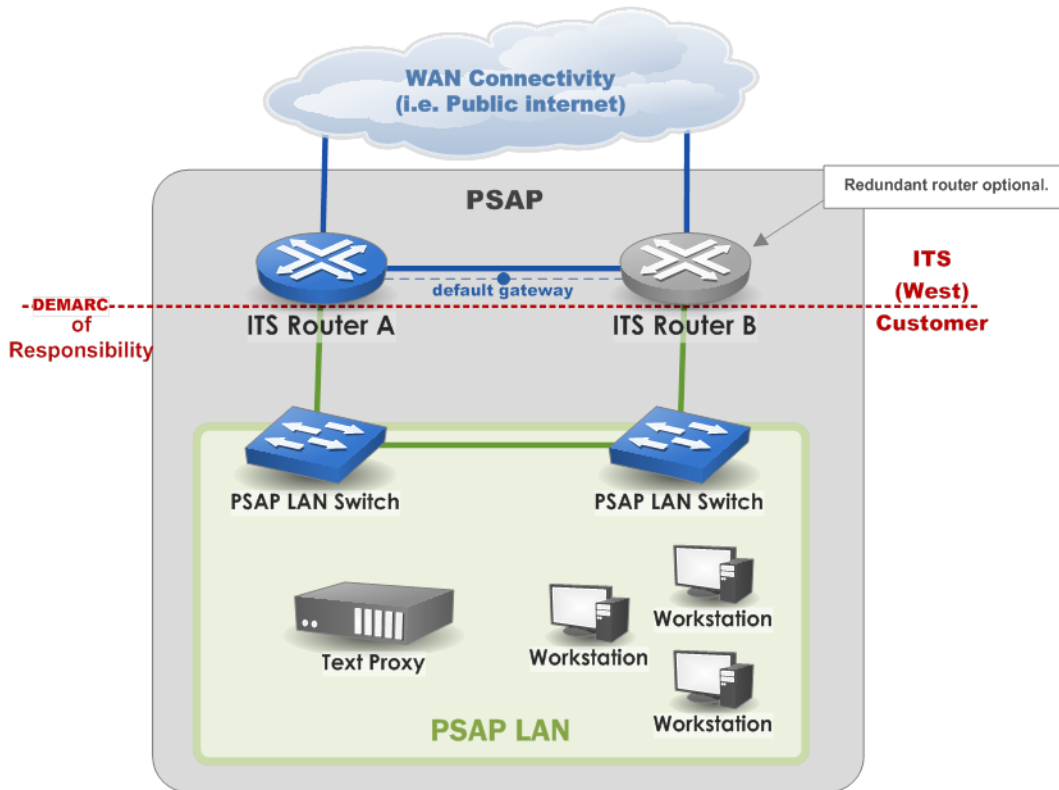 WAN Connectivity
(i.e. Public internet)
PSAP
Redundant router optional.
default gateway
ITS
(West)
DEMARC
of
Responsibility
ITS Router A
ITS Router B
Customer
PSAP LAN Switch
PSAP LAN Switch
Text Proxy
Workstation
Workstation
Workstation
PSAP LAN